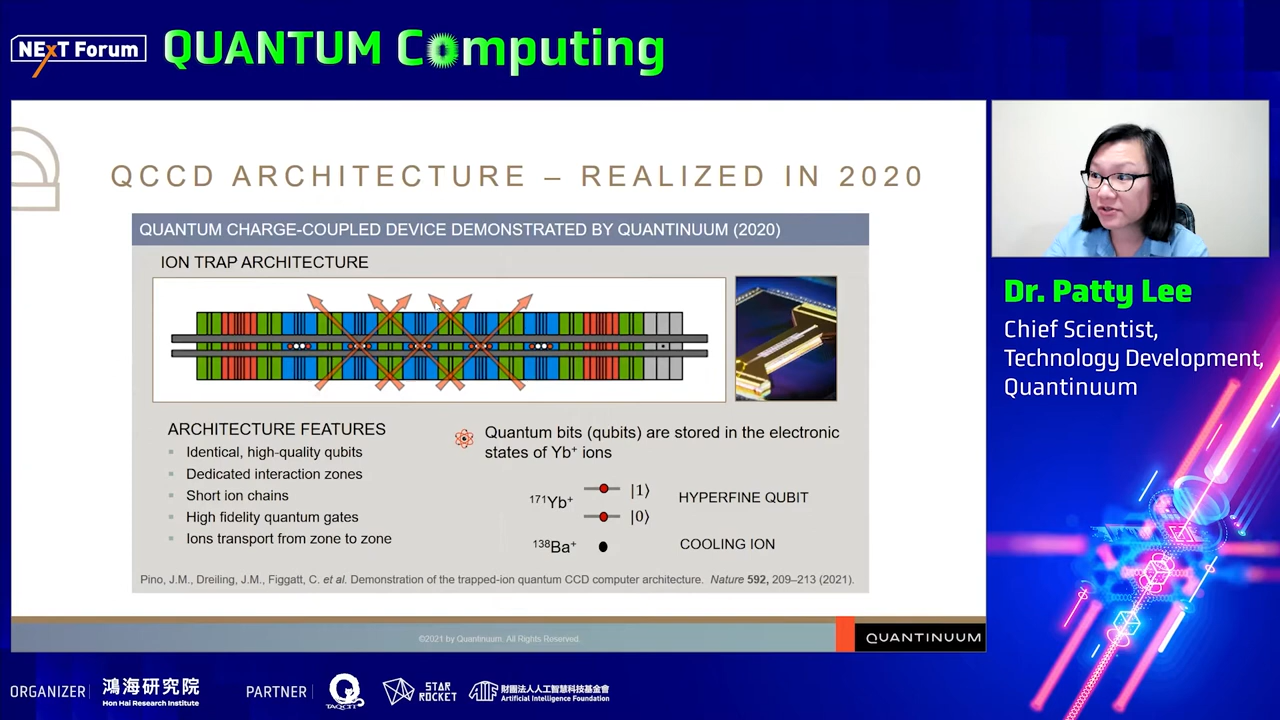 NExT Forum
QUANTUM Computing
QCCD ARCHITECTURE – REALIZED IN 2020
QUANTUM CHARGE-COUPLED DEVICE DEMONSTRATED BY QUANTINUUM (2020)
ION TRAP ARCHITECTURE
ARCHITECTURE FEATURES
▪ Identical, high-quality qubits
▪ Dedicated interaction zones
▪ Short ion chains
▪ High fidelity quantum gates
▪ Ions transport from zone to zone
Quantum bits (qubits) are stored in the electronic
states of Yb⁺ ions
¹⁷¹Yb⁺
|1⟩
|0⟩
HYPERFINE QUBIT
¹³⁸Ba⁺
COOLING ION
Pino, J.M., Dreiling, J.M., Figgatt, C. et al. Demonstration of the trapped-ion quantum CCD computer architecture. Nature 592, 209–213 (2021).
©2021 by Quantinuum. All Rights Reserved.
QUANTINUUM
Dr. Patty Lee
Chief Scientist,
Technology Development,
Quantinuum
ORGANIZER
鴻海研究院
Hon Hai Research Institute
PARTNER
TAQCIT
STAR
ROCKET
AIF
財團法人人工智慧科技基金會
Artificial Intelligence Foundation